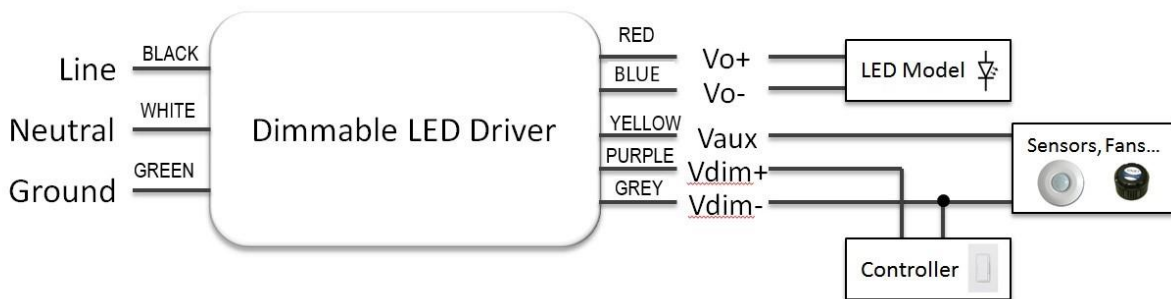 Line BLACK
Neutral WHITE
Ground GREEN
Dimmable LED Driver
RED Vo+
BLUE Vo-
YELLOW Vaux
PURPLE Vdim+
GREY Vdim-
LED Model
Sensors, Fans...
Controller